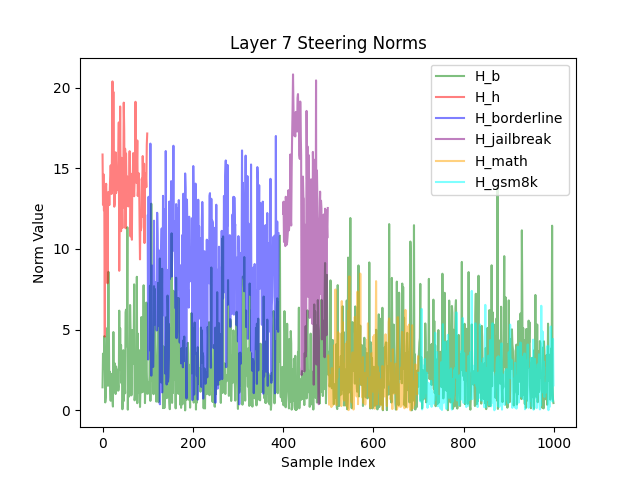 Layer 7 Steering Norms
H_b
H_h
H_borderline
H_jailbreak
H_math
H_gsm8k
20
15
10
5
0
Norm Value
0 200 400 600 800 1000
Sample Index